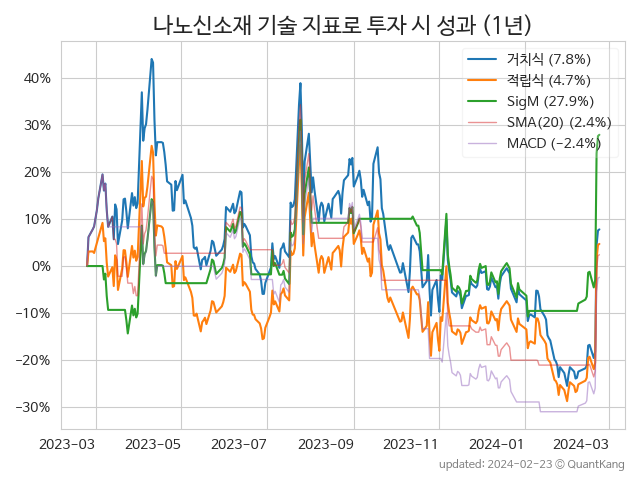 나노신소재 기술 지표로 투자 시 성과 (1년)
거치식 (7.8%)
적립식 (4.7%)
SigM (27.9%)
SMA(20) (2.4%)
MACD (−2.4%)
40%
30%
20%
10%
0%
−10%
−20%
−30%
2023-03 2023-05 2023-07 2023-09 2023-11 2024-01 2024-03
updated: 2024-02-23 ⓒ QuantKang